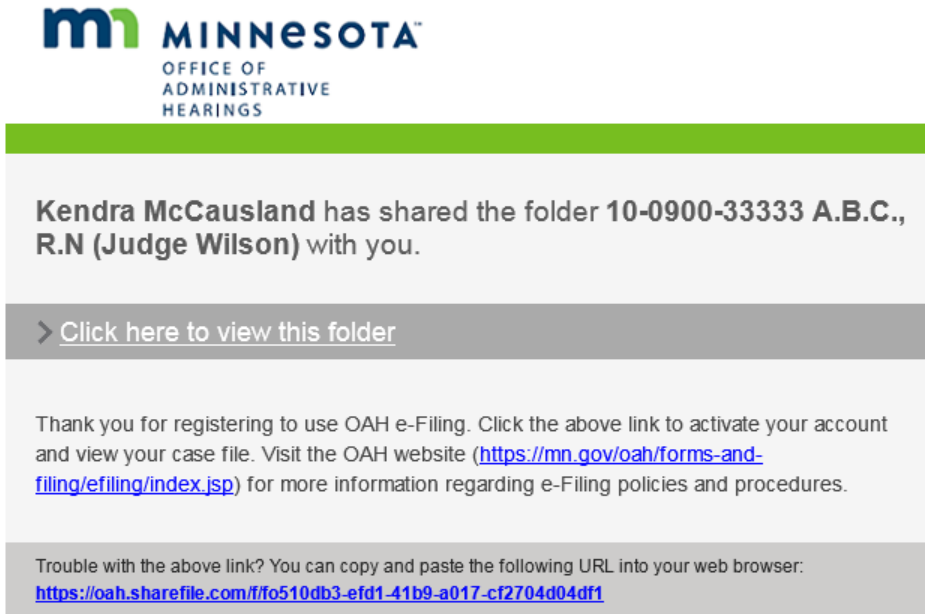 mn MINNESOTA™
OFFICE OF
ADMINISTRATIVE
HEARINGS
Kendra McCausland has shared the folder 10-0900-33333 A.B.C.,
R.N (Judge Wilson) with you.
> Click here to view this folder
Thank you for registering to use OAH e-Filing. Click the above link to activate your account
and view your case file. Visit the OAH website (https://mn.gov/oah/forms-and-
filing/efiling/index.jsp) for more information regarding e-Filing policies and procedures.
Trouble with the above link? You can copy and paste the following URL into your web browser:
https://oah.sharefile.com/f/fo510db3-efd1-41b9-a017-cf2704d04df1